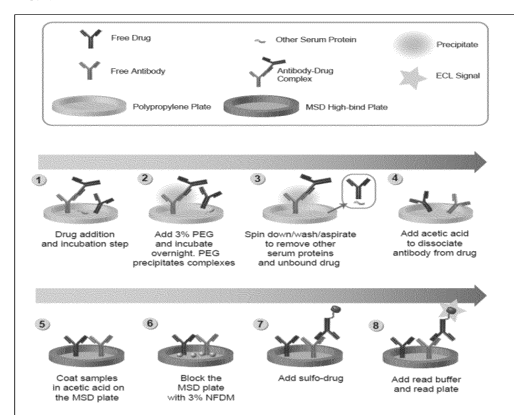 Free Drug
Other Serum Protein
Precipitate
Free Antibody
Antibody-Drug
Complex
ECL Signal
Polypropylene Plate
MSD High-bind Plate
1
2
3
4
Drug addition
and incubation step
Add 3% PEG
and incubate
overnight. PEG
precipitates complexes
Spin down/wash/aspirate
to remove other
serum proteins
and unbound drug
Add acetic acid
to dissociate
antibody from drug
5
6
7
8
Coat samples
in acetic acid on
the MSD plate
Block the
MSD plate
with 3% NFDM
Add sulfo-drug
Add read buffer
and read plate